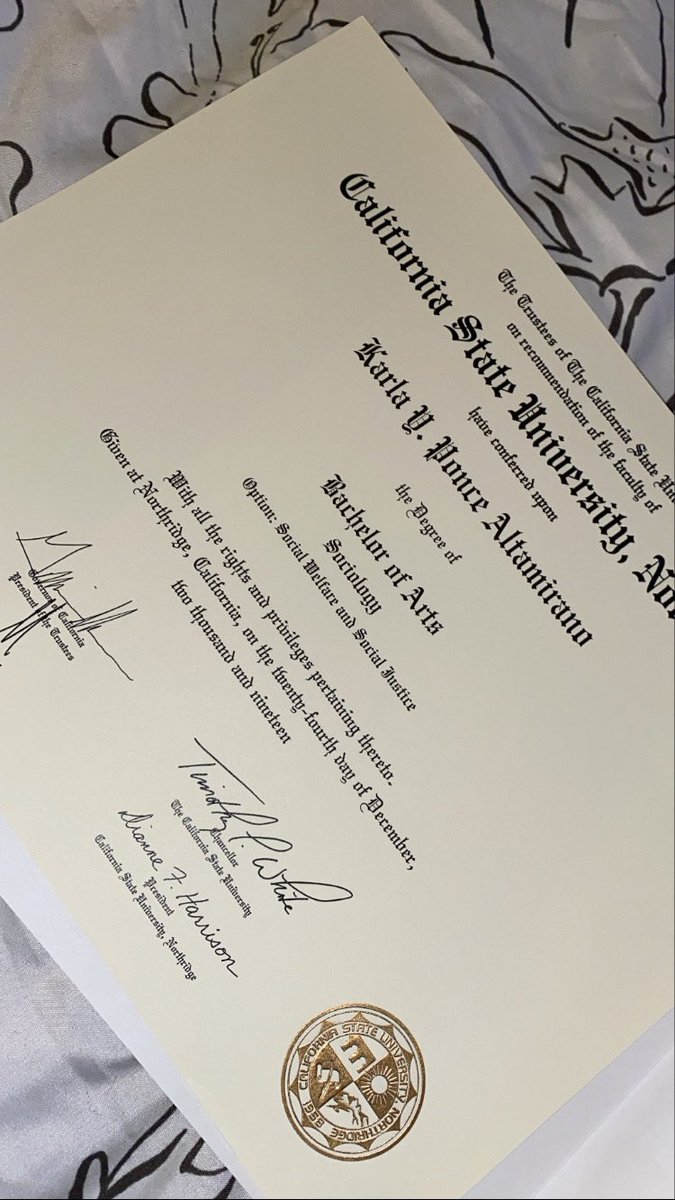 The Trustees of The California State
on recommendation of the faculty of
California State University,
have conferred upon
Karla Y. Ponce Altamirano
the Degree of
Bachelor of Arts
Sociology
Option: Social Welfare and Social Justice
With all the rights and privileges pertaining thereto.
Given at Northridge, California, on the twenty-fourth day of December,
two thousand and nineteen
Governor of California
President of the Trustees
Timothy P. White
Chancellor
The California State University
Dianne F. Harrison
President
California State University, Northridge
CALIFORNIA STATE UNIVERSITY, NORTHRIDGE 1958